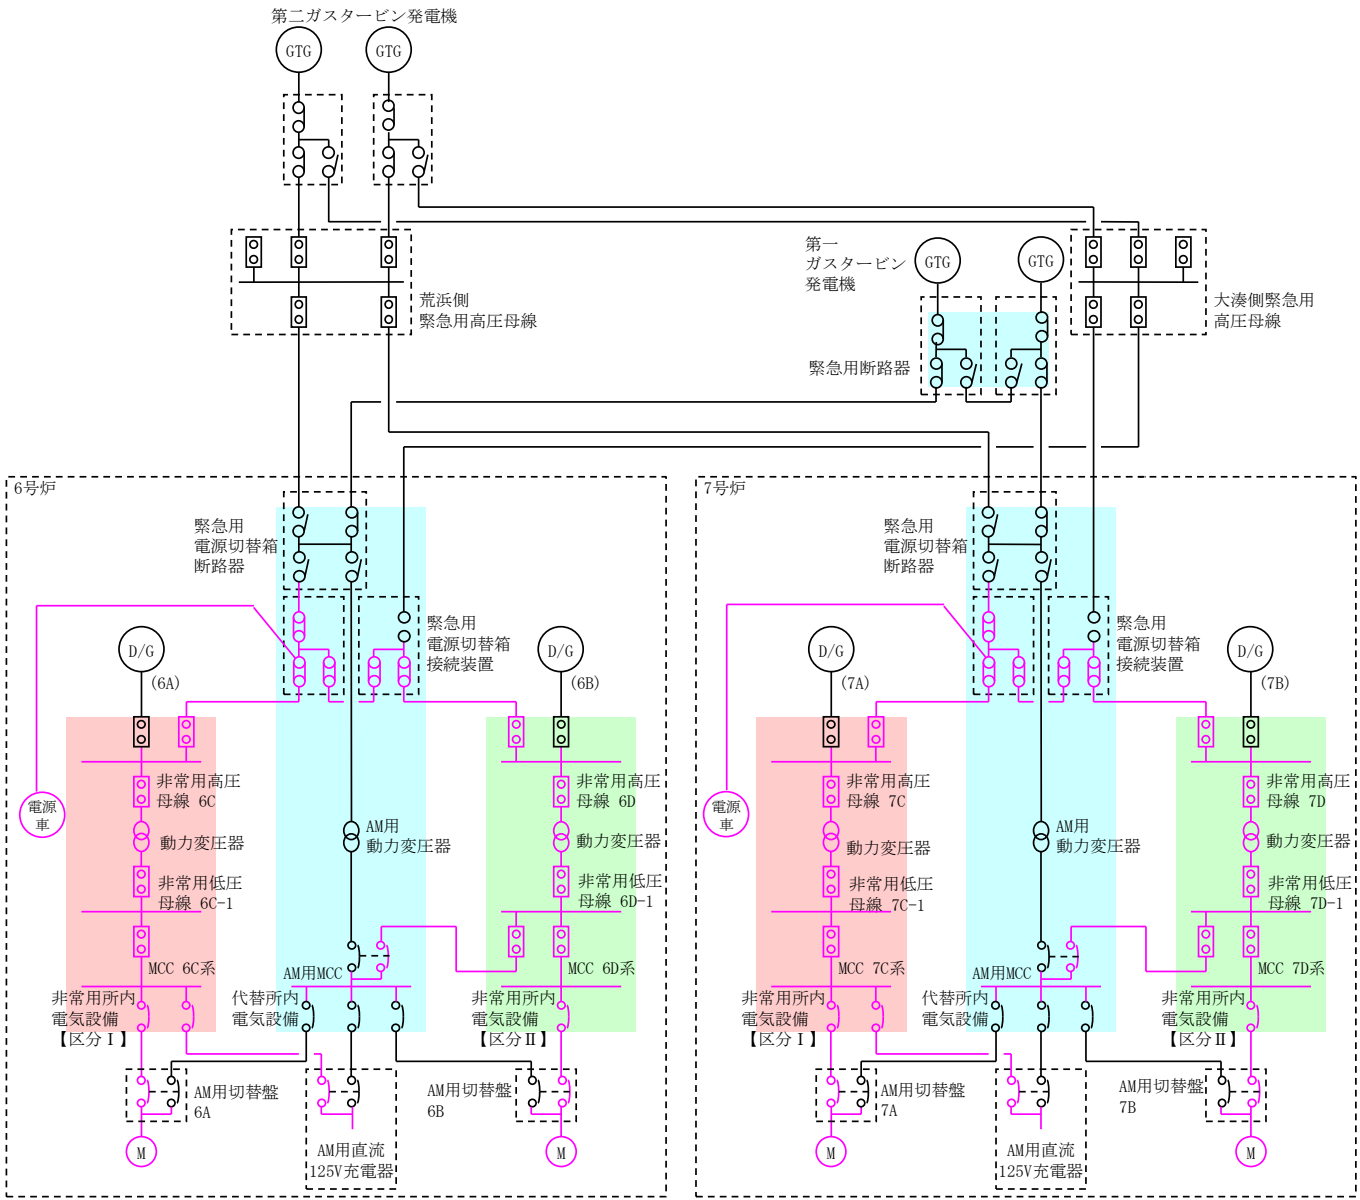 第二ガスタービン発電機
GTG
GTG
第一
ガスタービン
発電機
GTG
GTG
荒浜側
緊急用高圧母線
大湊側緊急用
高圧母線
緊急用断路器
6号炉
緊急用
電源切替箱
断路器
緊急用
電源切替箱
接続装置
D/G
(6A)
D/G
(6B)
電源
車
非常用高圧
母線 6C
動力変圧器
非常用低圧
母線 6C-1
MCC 6C系
非常用所内
電気設備
【区分Ⅰ】
AM用
動力変圧器
AM用MCC
代替所内
電気設備
非常用高圧
母線 6D
動力変圧器
非常用低圧
母線 6D-1
MCC 6D系
非常用所内
電気設備
【区分Ⅱ】
AM用切替盤
6A
M
AM用直流
125V充電器
AM用切替盤
6B
M
7号炉
緊急用
電源切替箱
断路器
緊急用
電源切替箱
接続装置
D/G
(7A)
D/G
(7B)
電源
車
非常用高圧
母線 7C
動力変圧器
非常用低圧
母線 7C-1
MCC 7C系
非常用所内
電気設備
【区分Ⅰ】
AM用
動力変圧器
AM用MCC
代替所内
電気設備
非常用高圧
母線 7D
動力変圧器
非常用低圧
母線 7D-1
MCC 7D系
非常用所内
電気設備
【区分Ⅱ】
AM用切替盤
7A
M
AM用直流
125V充電器
AM用切替盤
7B
M